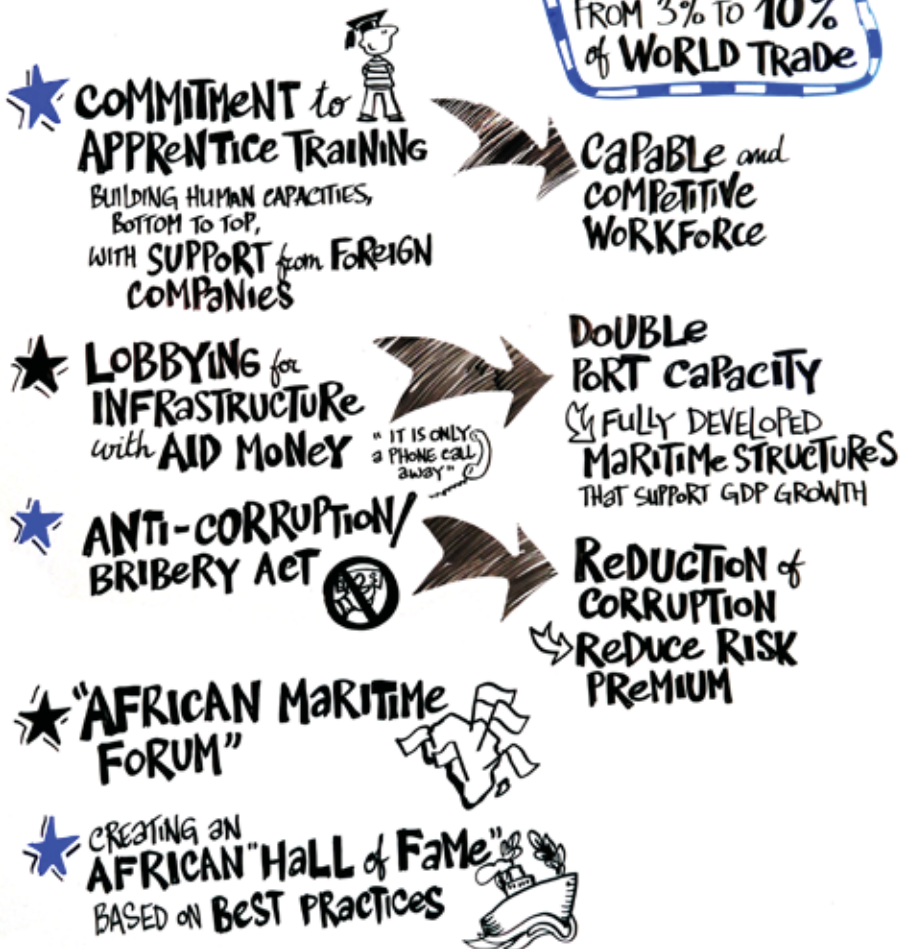 FROM 3% TO 10%
of WORLD TRADE
COMMITMENT to
APPRENTICE TRAINING
BUILDING HUMAN CAPACITIES,
BOTTOM TO TOP,
WITH SUPPORT from FOREIGN
COMPANIES
CAPABLE and
COMPETITIVE
WORKFORCE
LOBBYING for
INFRASTRUCTURE
with AID MONEY
"IT IS ONLY
a PHONE CALL
away"
DOUBLE
PORT CAPACITY
FULLY DEVELOPED
MARITIME STRUCTURES
THAT SUPPORT GDP GROWTH
ANTI-CORRUPTION/
BRIBERY ACT
REDUCTION of
CORRUPTION
REDUCE RISK
PREMIUM
"AFRICAN MARITIME
FORUM"
CREATING AN
AFRICAN "HALL of FAME"
BASED ON BEST PRACTICES